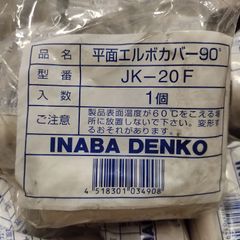 品名 平面エルボカバー90°
型番 JK-20F
入数 1個
ご注意 製品表面温度が60℃をこえる場
所に放置しないで下さい。変形す
るおそれがあります。
INABA DENKO
4 518301 034908